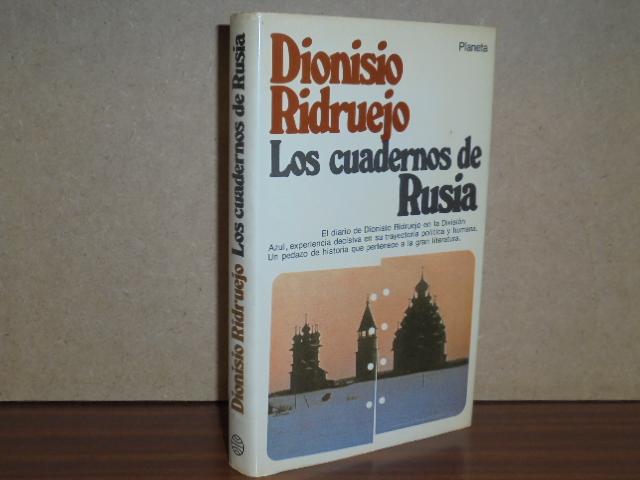 Planeta
Dionisio
Ridruejo
Los cuadernos de
Rusia
El diario de Dionisio Ridruejo en la División
Azul, experiencia decisiva en su trayectoria política y humana.
Un pedazo de historia que pertenece a la gran literatura.
Dionisio Ridruejo Los cuadernos de Rusia